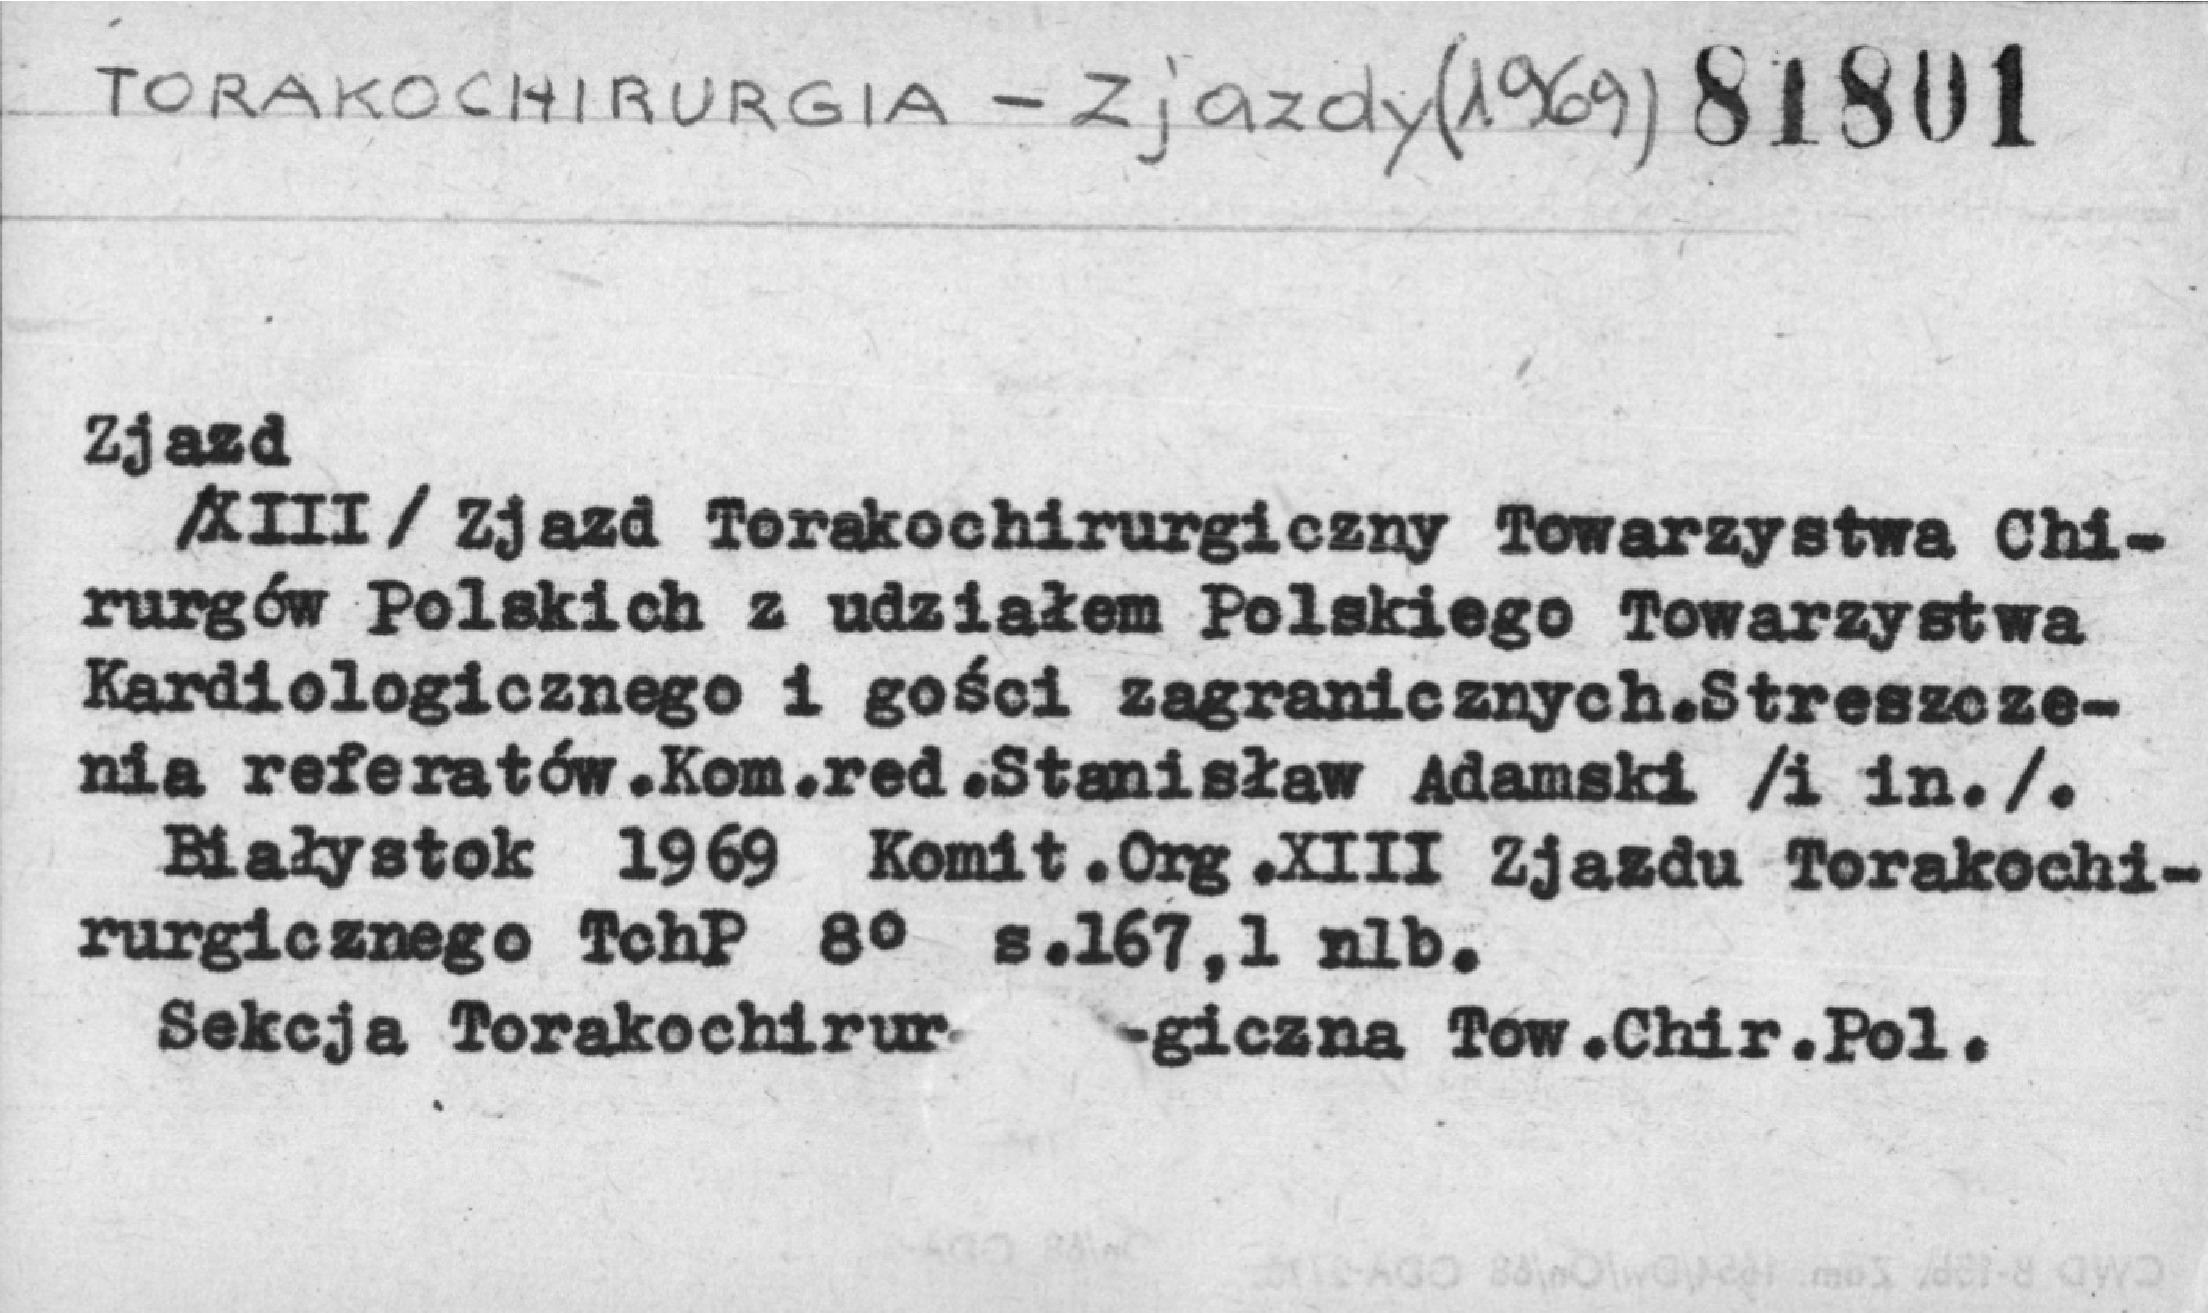 TORAKOCHIRURGIA - Zjazdy (1969) 81801
Zjazd
/XIII/ Zjazd Torakochirurgiczny Towarzystwa Chi-
rurgów Polskich z udziałem Polskiego Towarzystwa
Kardiologicznego i gości zagranicznych.Streszcze-
nia referatów.Kom.red.Stanisław Adamski /i in./.
Białystok 1969 Komit.Org.XIII Zjazdu Torakochi-
rurgicznego TchP 8° s.167,1 nlb.
Sekcja Torakochirur- -giczna Tow.Chir.Pol.